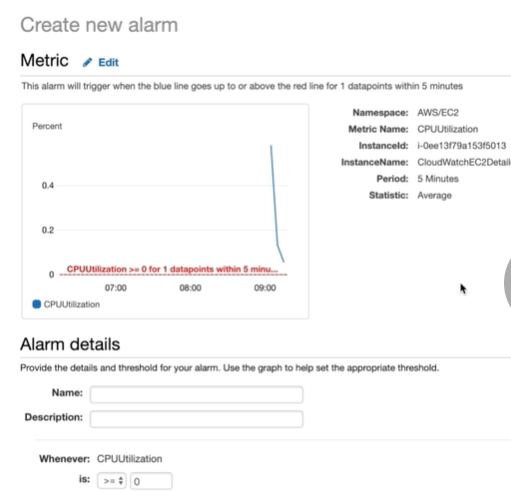 Create new alarm
Metric Edit
This alarm will trigger when the blue line goes up to or above the red line for 1 datapoints within 5 minutes
Percent
0.4
0.2
0
CPUUtilization >= 0 for 1 datapoints within 5 minu...
07:00 08:00 09:00
CPUUtilization
Namespace: AWS/EC2
Metric Name: CPUUtilization
InstanceId: i-0ee13f79a153f5013
InstanceName: CloudWatchEC2Detail
Period: 5 Minutes
Statistic: Average
Alarm details
Provide the details and threshold for your alarm. Use the graph to help set the appropriate threshold.
Name:
Description:
Whenever: CPUUtilization
is: >= 0